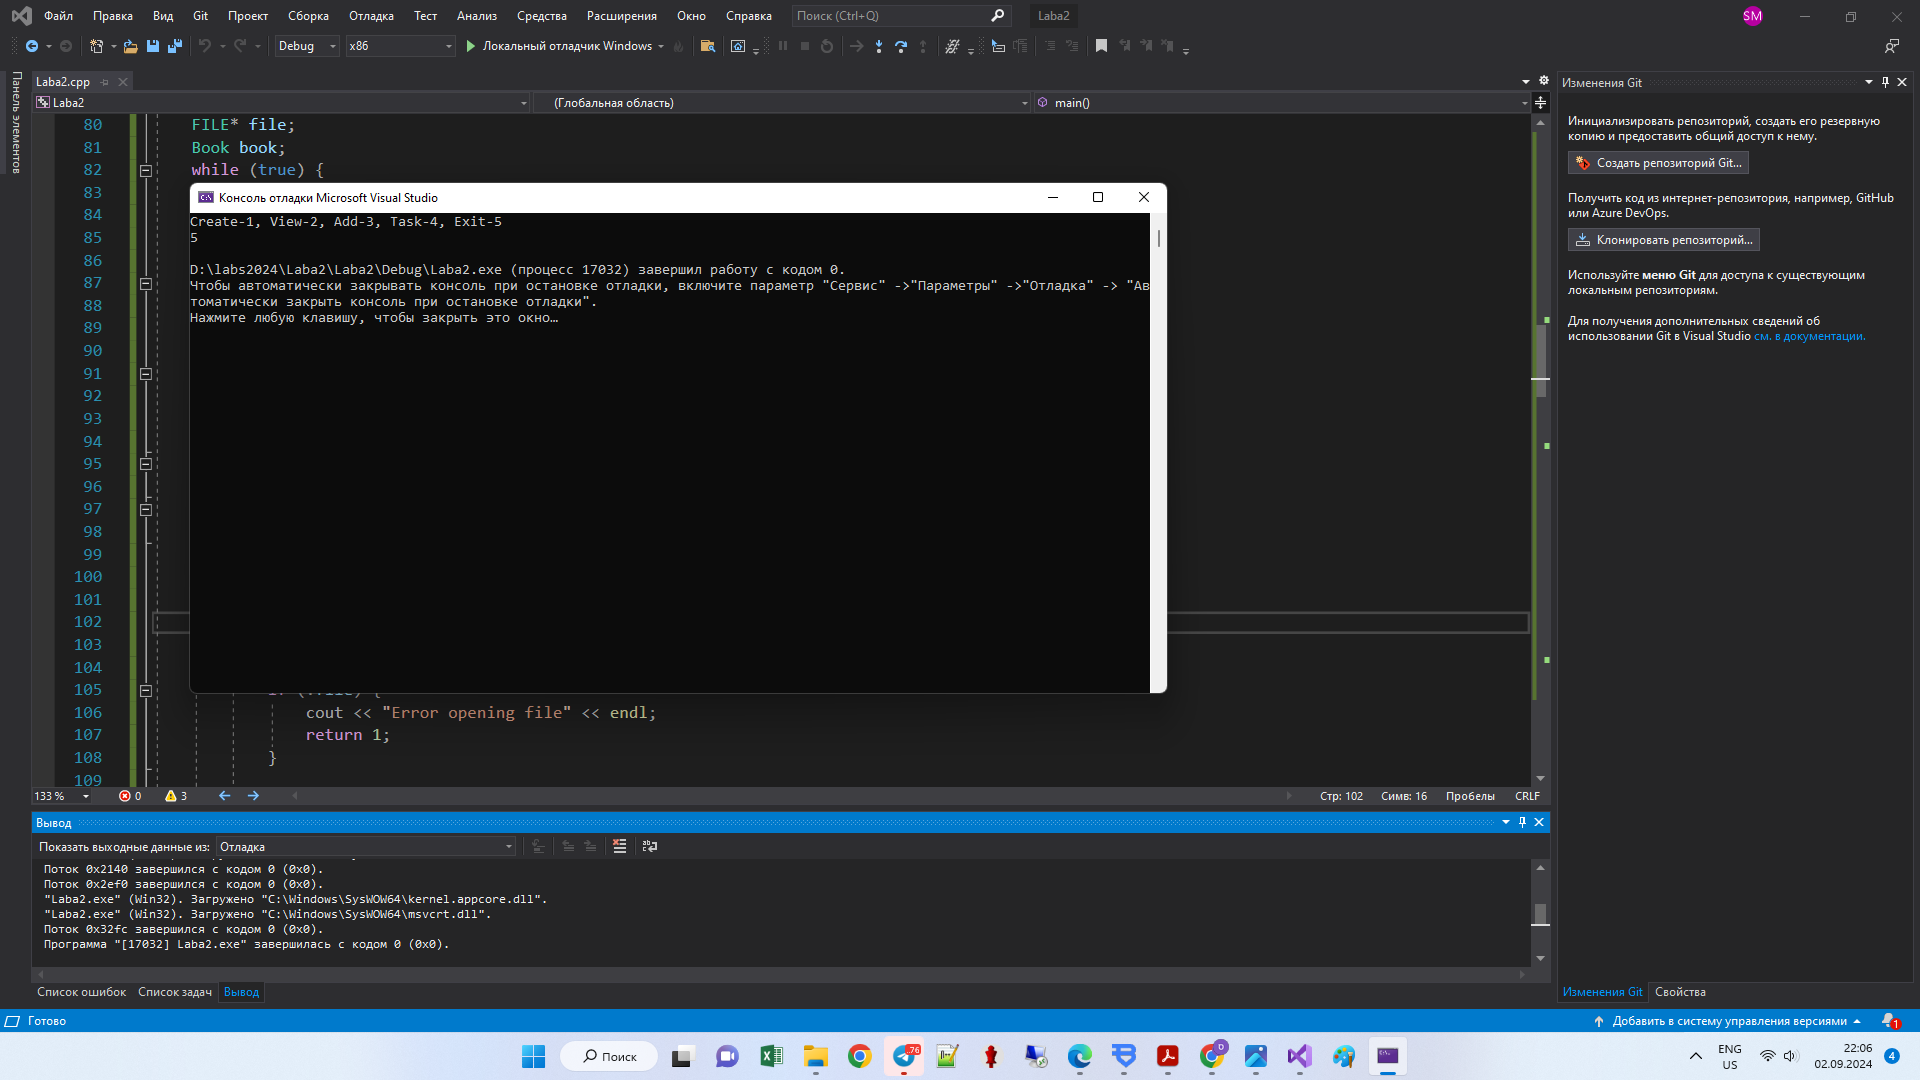 Файл Правка Вид Git Проект Сборка Отладка Тест Анализ Средства Расширения Окно Справка Поиск (Ctrl+Q) Laba2 SM
Debug x86 Локальный отладчик Windows
Панель элементов
Laba2.cpp
Laba2 (Глобальная область) main()
80 FILE* file;
81 Book book;
82 while (true) {
83
84
85
86
87
88
89
90
91
92
93
94
95
96
97
98
99
100
101
102
103
104
105
106 cout << "Error opening file" << endl;
107 return 1;
108 }
109
Консоль отладки Microsoft Visual Studio
Create-1, View-2, Add-3, Task-4, Exit-5
5
D:\labs2024\Laba2\Laba2\Debug\Laba2.exe (процесс 17032) завершил работу с кодом 0.
Чтобы автоматически закрывать консоль при остановке отладки, включите параметр "Сервис" ->"Параметры" ->"Отладка" -> "Ав
томатически закрыть консоль при остановке отладки".
Нажмите любую клавишу, чтобы закрыть это окно…
133 % 0 3 Стр: 102 Симв: 16 Пробелы CRLF
Вывод
Показать выходные данные из: Отладка
Поток 0x2140 завершился с кодом 0 (0x0).
Поток 0x2ef0 завершился с кодом 0 (0x0).
"Laba2.exe" (Win32). Загружено "C:\Windows\SysWOW64\kernel.appcore.dll".
"Laba2.exe" (Win32). Загружено "C:\Windows\SysWOW64\msvcrt.dll".
Поток 0x32fc завершился с кодом 0 (0x0).
Программа "[17032] Laba2.exe" завершилась с кодом 0 (0x0).
Список ошибок Список задач Вывод
Изменения Git
Инициализировать репозиторий, создать его резервную
копию и предоставить общий доступ к нему.
Создать репозиторий Git...
Получить код из интернет-репозитория, например, GitHub
или Azure DevOps.
Клонировать репозиторий...
Используйте меню Git для доступа к существующим
локальным репозиториям.
Для получения дополнительных сведений об
использовании Git в Visual Studio см. в документации.
Изменения Git Свойства
Готово Добавить в систему управления версиями 1
Поиск 76 D
ENG
US
22:06
02.09.2024
4